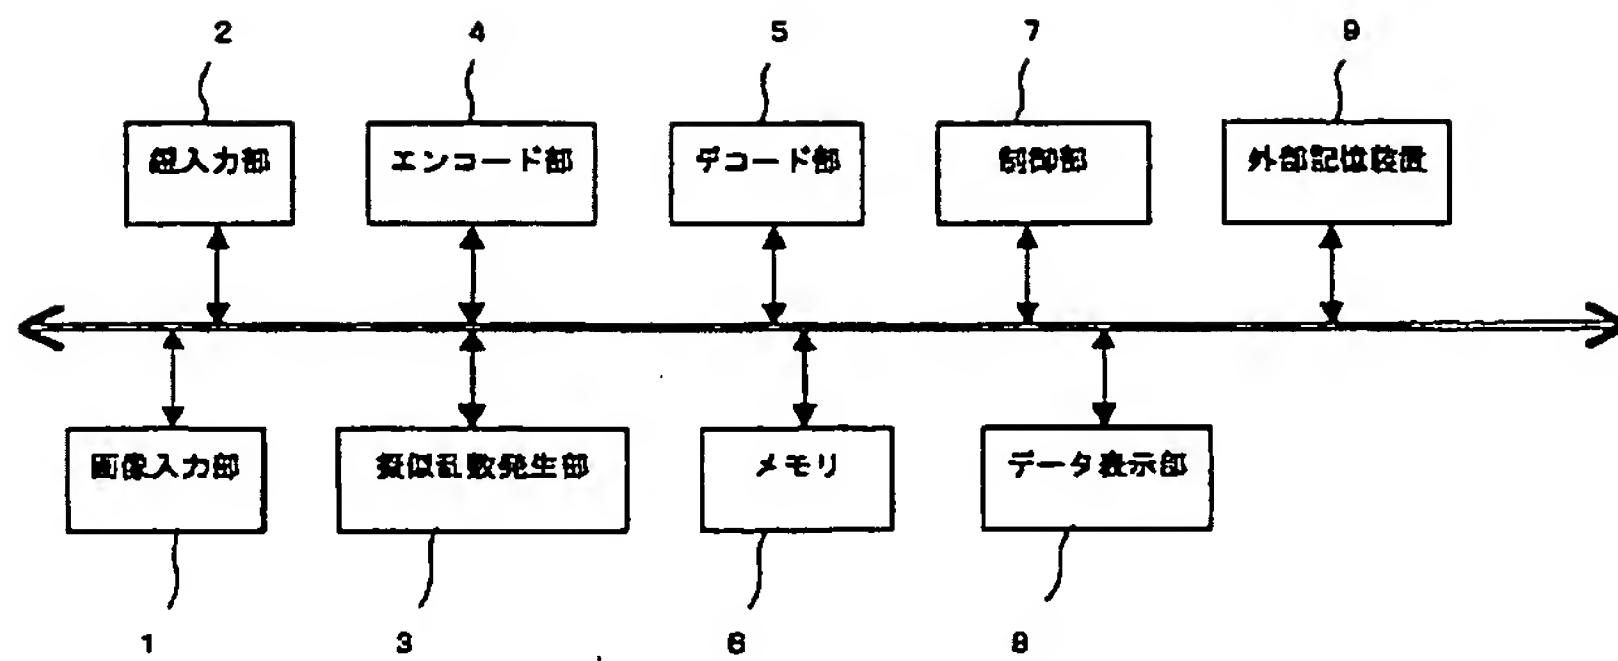 2 4 5 7 9
入力部 エンコード部 デコード部 制御部 外部記憶装置
画像入力部 擬似乱数発生部 メモリ データ表示部
1 3 6 8